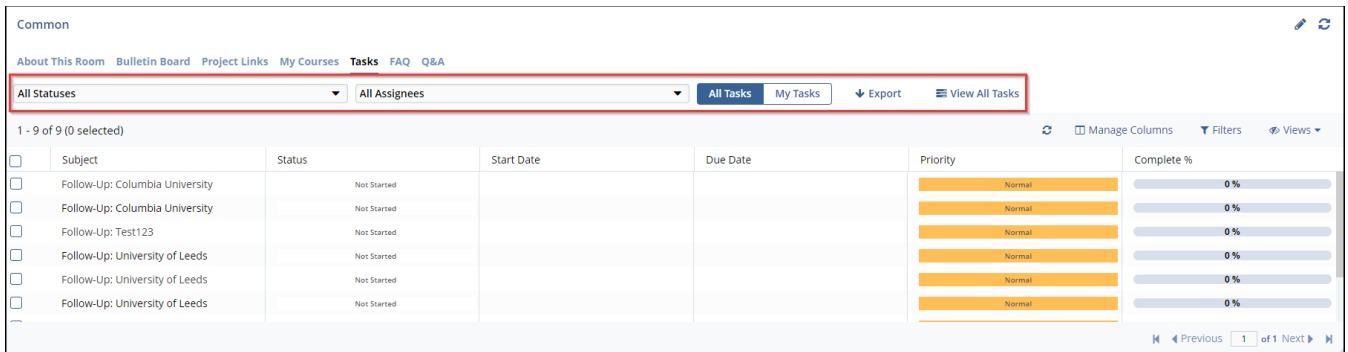 Common
About This Room Bulletin Board Project Links My Courses Tasks FAQ Q&A
All Statuses All Assignees All Tasks My Tasks Export View All Tasks
1 - 9 of 9 (0 selected) Manage Columns Filters Views
Subject Status Start Date Due Date Priority Complete %
Follow-Up: Columbia University Not Started Normal 0 %
Follow-Up: Columbia University Not Started Normal 0 %
Follow-Up: Test123 Not Started Normal 0 %
Follow-Up: University of Leeds Not Started Normal 0 %
Follow-Up: University of Leeds Not Started Normal 0 %
Follow-Up: University of Leeds Not Started Normal 0 %
Previous 1 of 1 Next